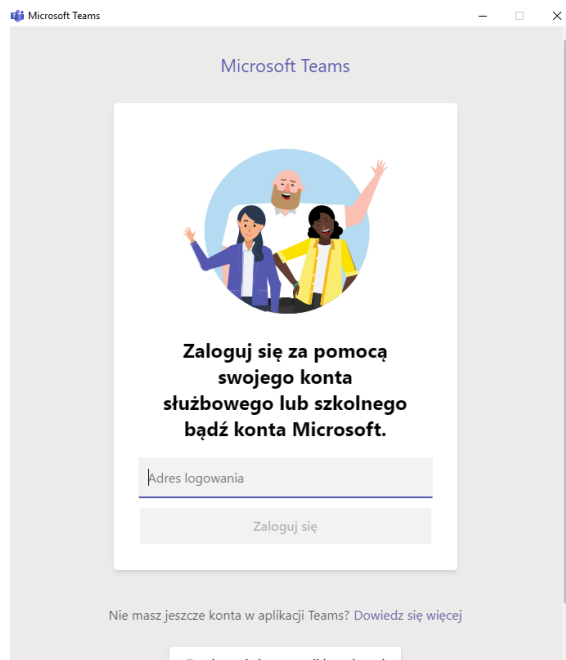 Microsoft Teams
Microsoft Teams
Zaloguj się za pomocą
swojego konta
służbowego lub szkolnego
bądź konta Microsoft.
Adres logowania
Zaloguj się
Nie masz jeszcze konta w aplikacji Teams? Dowiedz się więcej